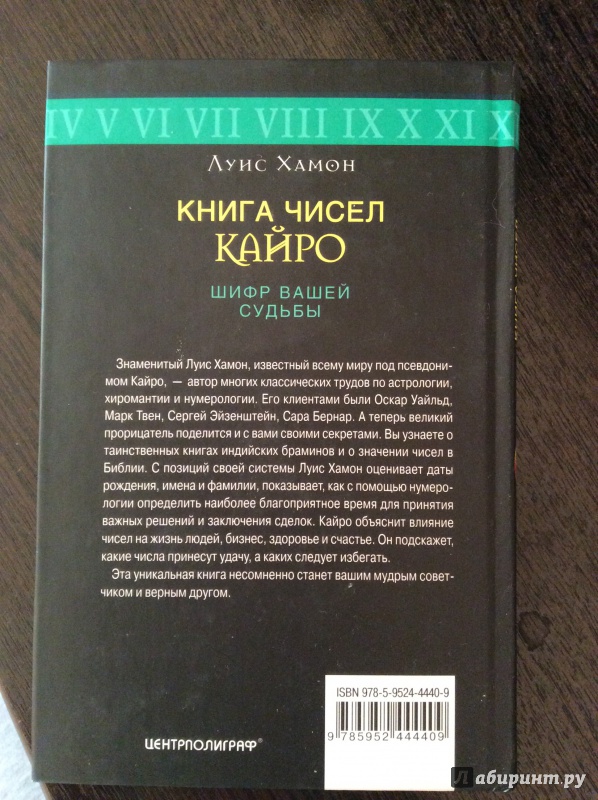 IV V VI VII VIII IX X XI X
Луис Хамон
КНИГА ЧИСЕЛ
КАЙРО
ШИФР ВАШЕЙ
СУДЬБЫ
Знаменитый Луис Хамон, известный всему миру под псевдони-
мом Кайро, — автор многих классических трудов по астрологии,
хиромантии и нумерологии. Его клиентами были Оскар Уайльд,
Марк Твен, Сергей Эйзенштейн, Сара Бернар. А теперь великий
прорицатель поделится и с вами своими секретами. Вы узнаете о
таинственных книгах индийских браминов и о значении чисел в
Библии. С позиций своей системы Луис Хамон оценивает даты
рождения, имена и фамилии, показывает, как с помощью нумеро-
логии определить наиболее благоприятное время для принятия
важных решений и заключения сделок. Кайро объяснит влияние
чисел на жизнь людей, бизнес, здоровье и счастье. Он подскажет,
какие числа принесут удачу, а каких следует избегать.
Эта уникальная книга несомненно станет вашим мудрым совет-
чиком и верным другом.
ISBN 978-5-9524-4440-9
9 785952 444409
ЦЕНТРПОЛИГРАФ®
Лабиринт.ру